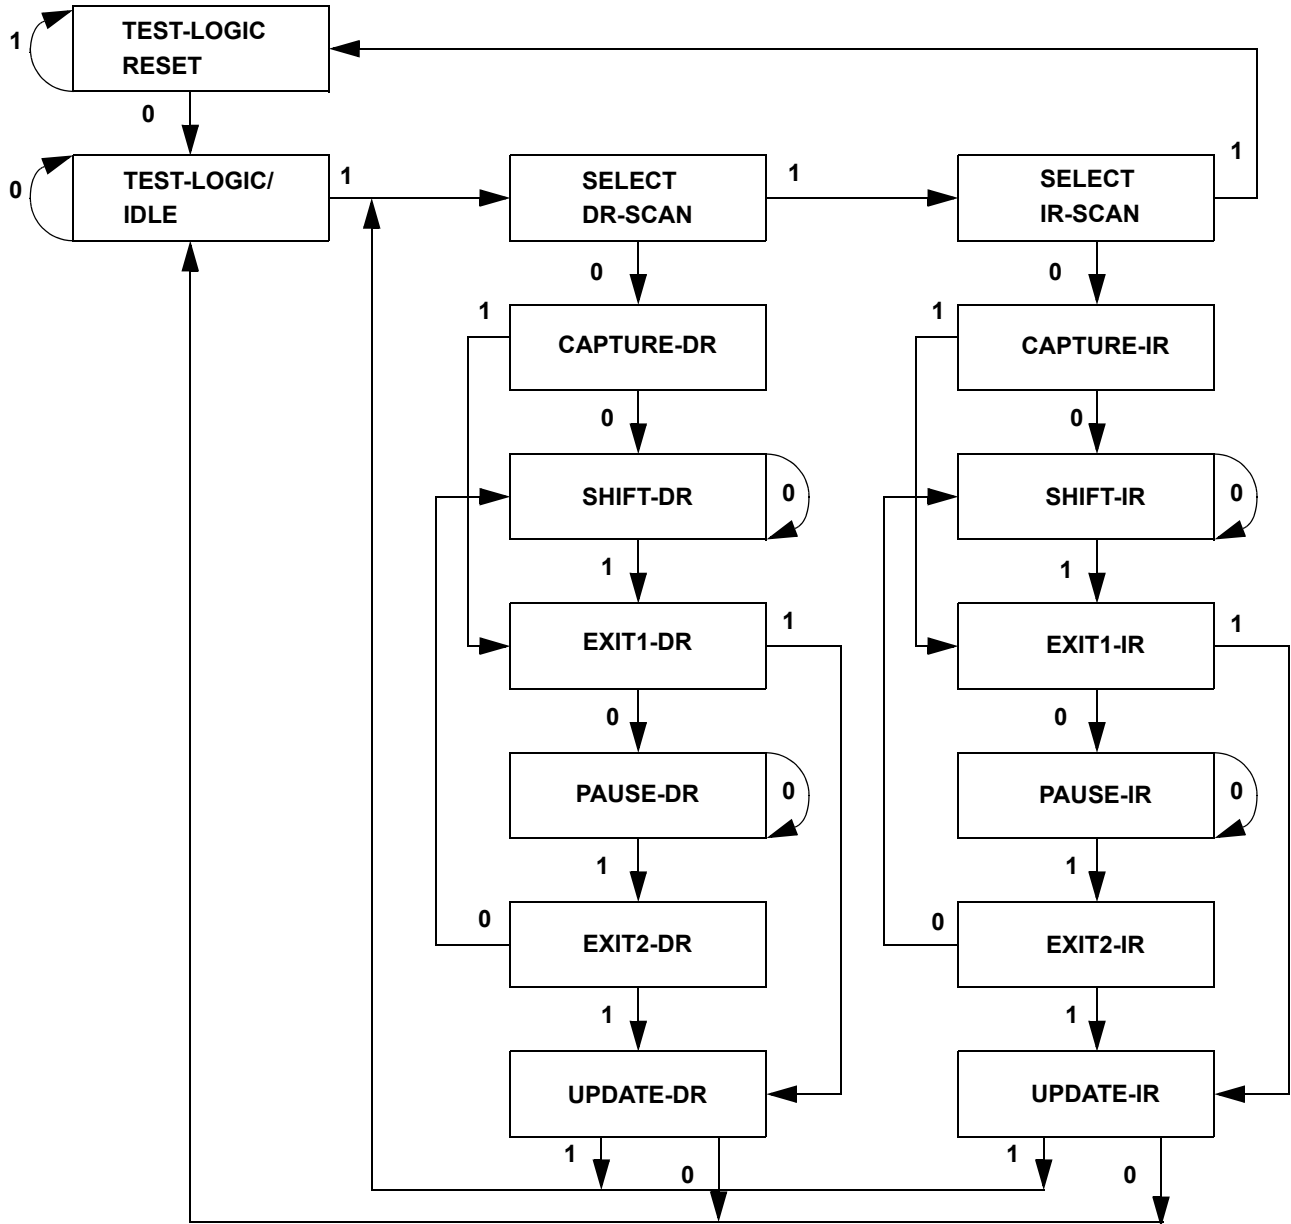 TEST-LOGIC
RESET
1
0
TEST-LOGIC/
IDLE
0
1
SELECT
DR-SCAN
1
SELECT
IR-SCAN
1
0
0
1
CAPTURE-DR
1
CAPTURE-IR
0
0
SHIFT-DR
0
SHIFT-IR
0
1
1
EXIT1-DR
1
EXIT1-IR
1
0
0
PAUSE-DR
0
PAUSE-IR
0
1
1
0
EXIT2-DR
0
EXIT2-IR
1
1
UPDATE-DR
UPDATE-IR
1
0
1
0